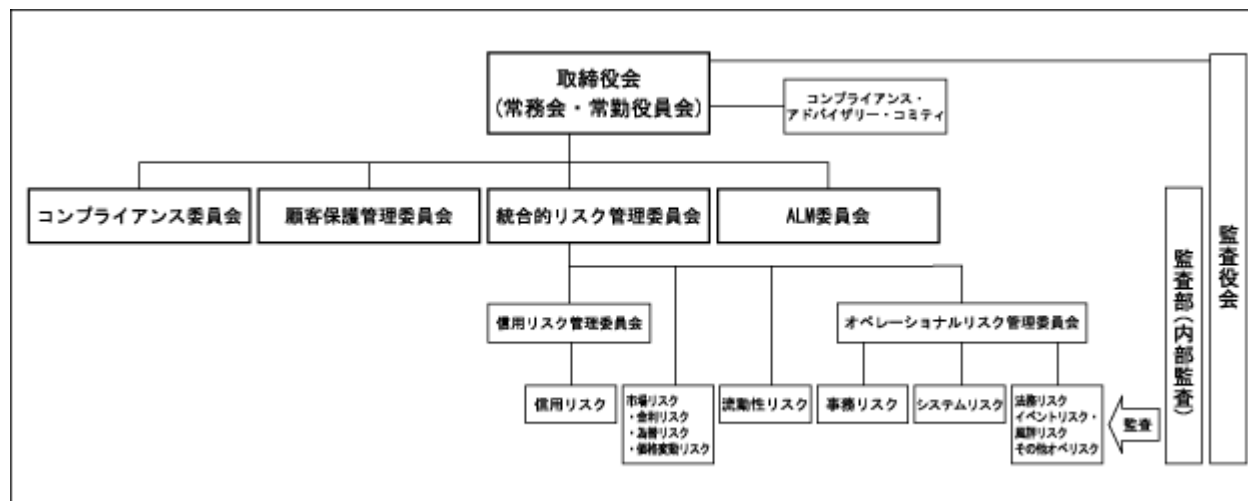 取締役会
(常務会・常勤役員会)
コンプライアンス・
アドバイザリー・コミティ
コンプライアンス委員会
顧客保護管理委員会
統合的リスク管理委員会
ALM委員会
信用リスク管理委員会
オペレーショナルリスク管理委員会
信用リスク
市場リスク
・金利リスク
・為替リスク
・価格変動リスク
流動性リスク
事務リスク
システムリスク
法務リスク
イベントリスク・
風評リスク
その他オペリスク
監査
監査部(内部監査)
監査役会